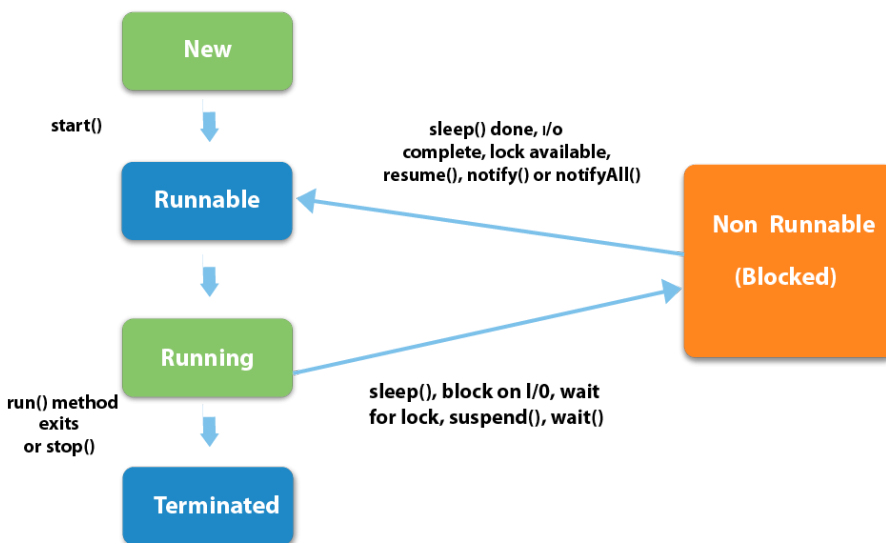 New
start()
sleep() done, I/o
complete, lock available,
resume(), notify() or notifyAll()
Runnable
Non Runnable
(Blocked)
Running
sleep(), block on I/0, wait
for lock, suspend(), wait()
run() method
exits
or stop()
Terminated